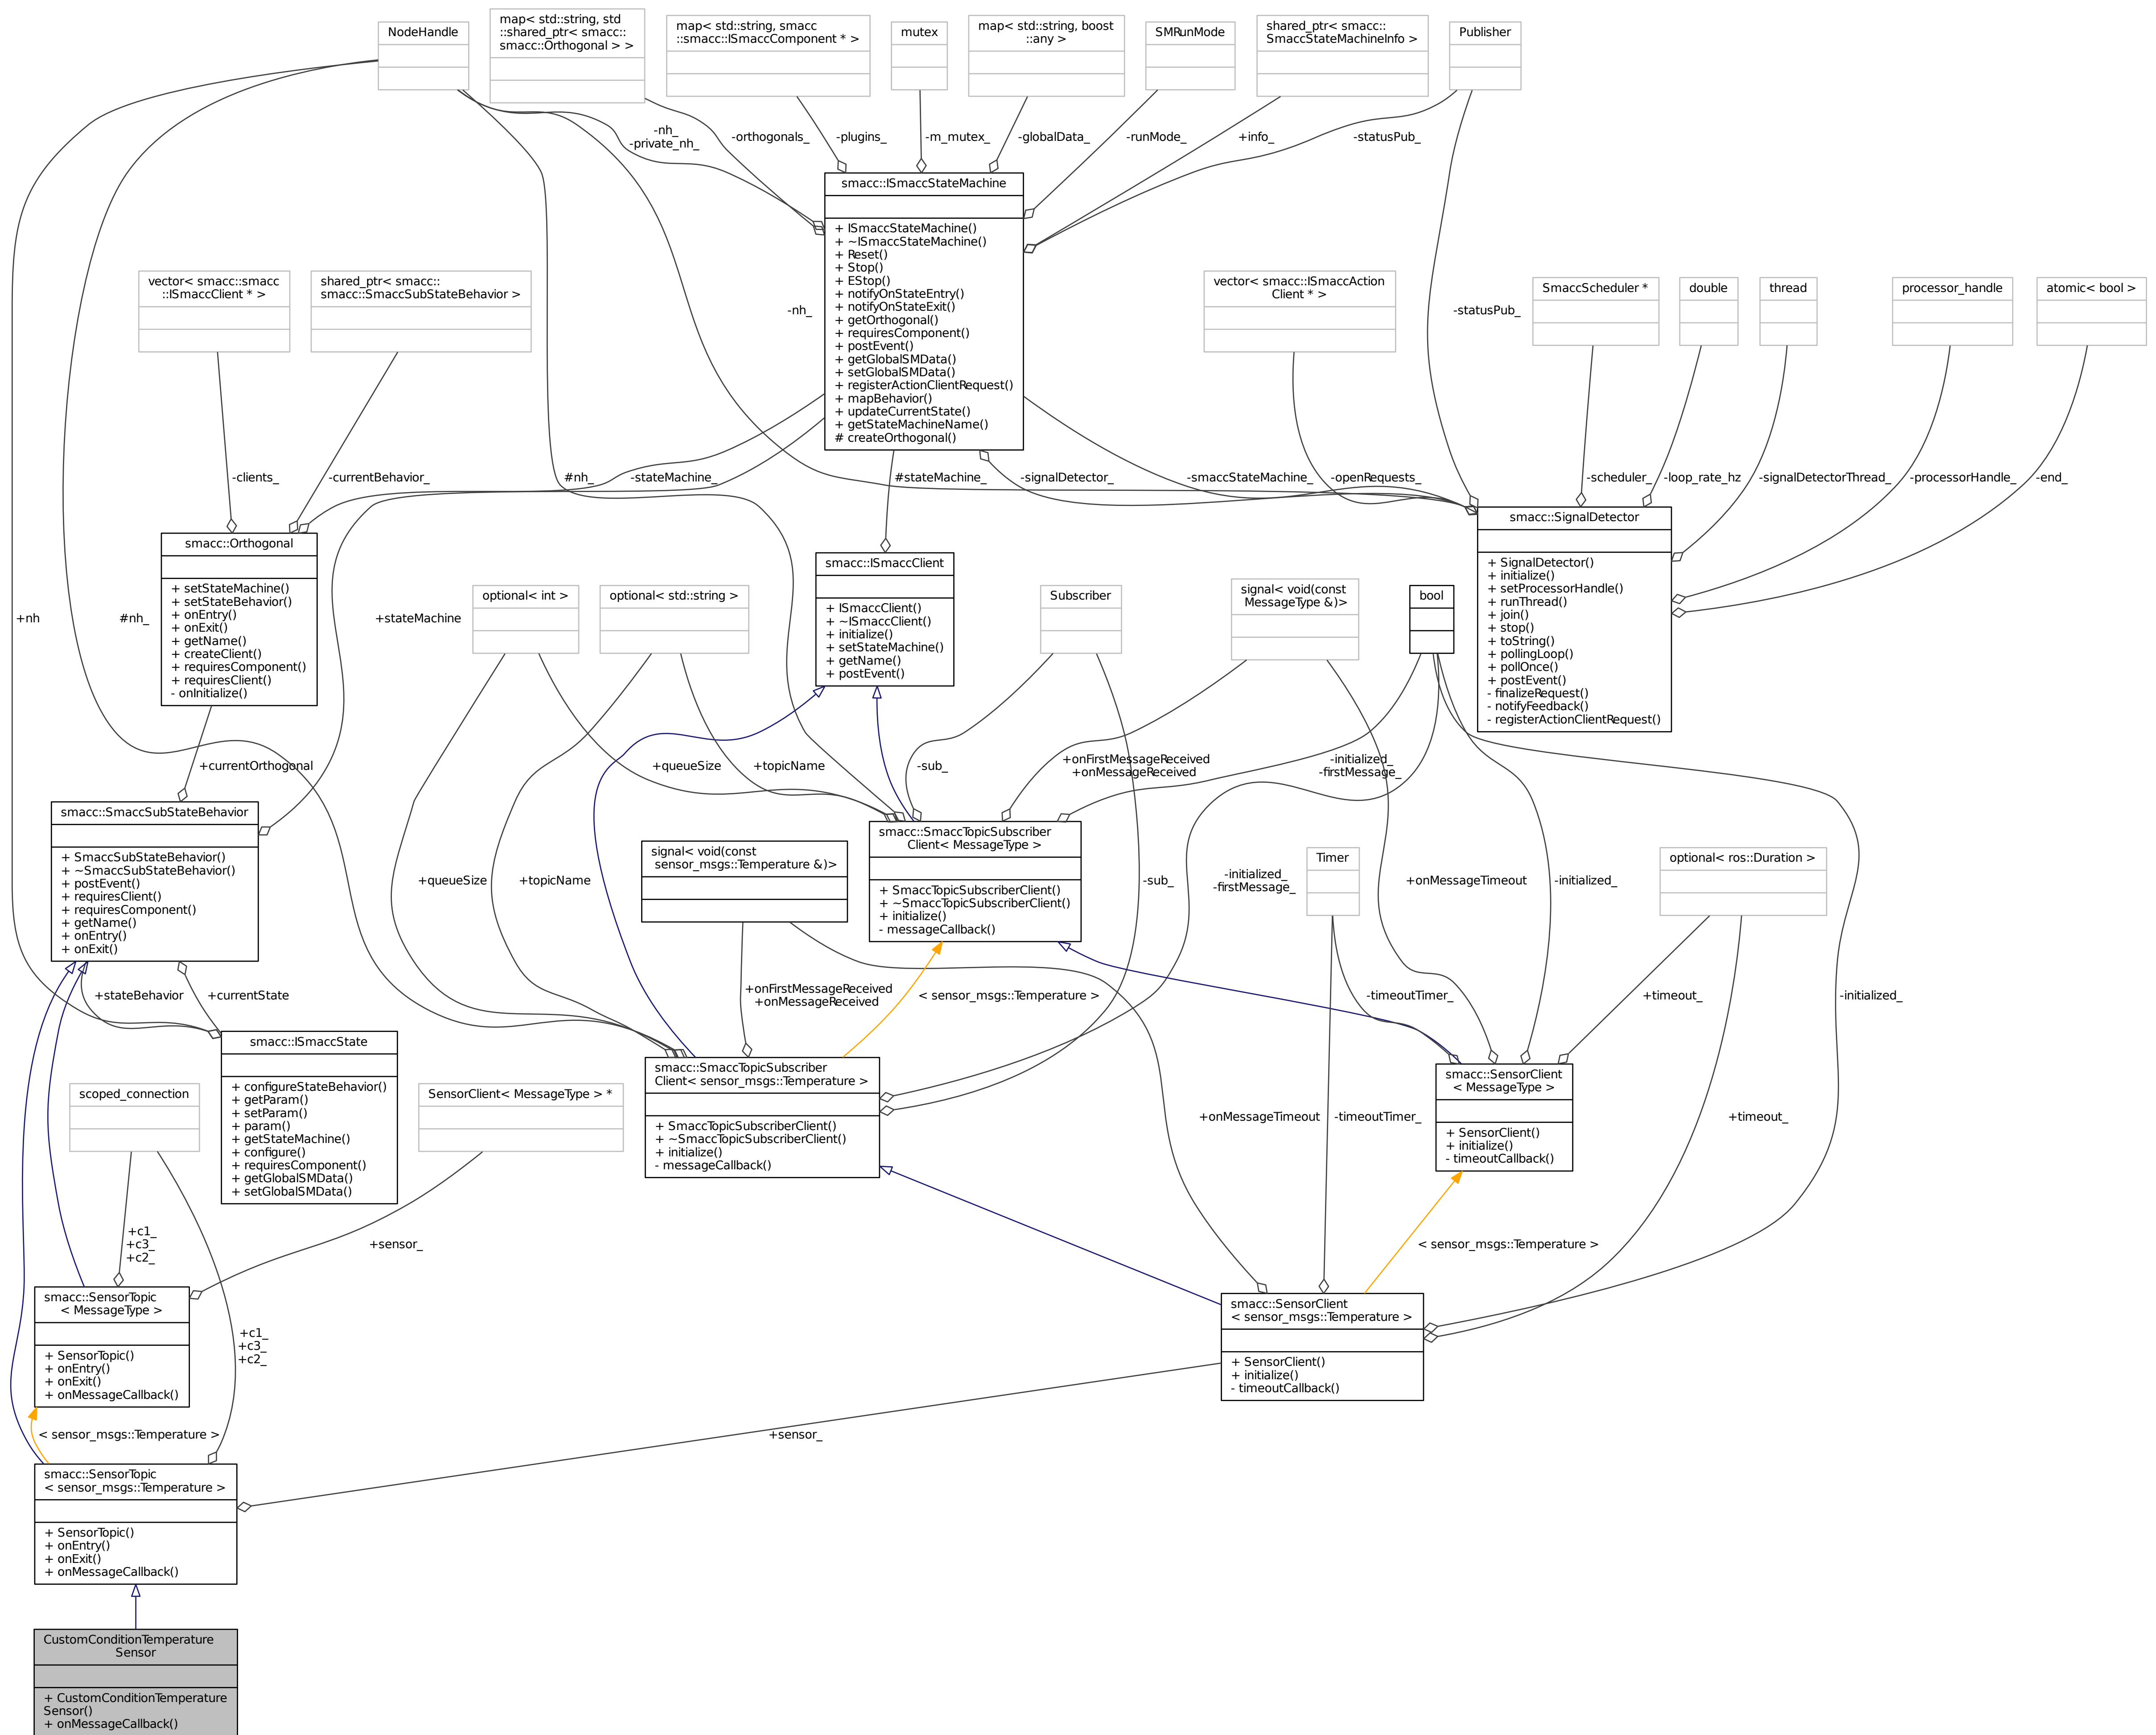 NodeHandle
map< std::string, std
::shared_ptr< smacc::
smacc::Orthogonal > >
map< std::string, smacc
::smacc::ISmaccComponent * >
mutex
map< std::string, boost
::any >
SMRunMode
shared_ptr< smacc::
SmaccStateMachineInfo >
Publisher
-nh_
-private_nh_
-orthogonals_
-plugins_
-m_mutex_
-globalData_
-runMode_
+info_
-statusPub_
smacc::ISmaccStateMachine
+ ISmaccStateMachine()
+ ~ISmaccStateMachine()
+ Reset()
+ Stop()
+ EStop()
+ notifyOnStateEntry()
+ notifyOnStateExit()
+ getOrthogonal()
+ requiresComponent()
+ postEvent()
+ getGlobalSMData()
+ setGlobalSMData()
+ registerActionClientRequest()
+ mapBehavior()
+ updateCurrentState()
+ getStateMachineName()
# createOrthogonal()
vector< smacc::smacc
::ISmaccClient * >
shared_ptr< smacc::
smacc::SmaccSubStateBehavior >
-nh_
vector< smacc::ISmaccAction
Client * >
-statusPub_
SmaccScheduler *
double
thread
processor_handle
atomic< bool >
-clients_
-currentBehavior_
#nh_
-stateMachine_
#stateMachine_
-signalDetector_
-smaccStateMachine_
-openRequests_
-scheduler_
-loop_rate_hz
-signalDetectorThread_
-processorHandle_
-end_
smacc::Orthogonal
+ setStateMachine()
+ setStateBehavior()
+ onEntry()
+ onExit()
+ getName()
+ createClient()
+ requiresComponent()
+ requiresClient()
- onInitialize()
smacc::SignalDetector
+ SignalDetector()
+ initialize()
+ setProcessorHandle()
+ runThread()
+ join()
+ stop()
+ toString()
+ pollingLoop()
+ pollOnce()
+ postEvent()
- finalizeRequest()
- notifyFeedback()
- registerActionClientRequest()
smacc::ISmaccClient
+ ISmaccClient()
+ ~ISmaccClient()
+ initialize()
+ setStateMachine()
+ getName()
+ postEvent()
optional< int >
optional< std::string >
Subscriber
signal< void(const
MessageType &)>
bool
+nh
#nh_
+stateMachine
+currentOrthogonal
+queueSize
+topicName
-sub_
+onFirstMessageReceived
+onMessageReceived
-initialized_
-firstMessage_
smacc::SmaccSubStateBehavior
+ SmaccSubStateBehavior()
+ ~SmaccSubStateBehavior()
+ postEvent()
+ requiresClient()
+ requiresComponent()
+ getName()
+ onEntry()
+ onExit()
smacc::SmaccTopicSubscriber
Client< MessageType >
+ SmaccTopicSubscriberClient()
+ ~SmaccTopicSubscriberClient()
+ initialize()
- messageCallback()
signal< void(const
sensor_msgs::Temperature &)>
Timer
optional< ros::Duration >
+queueSize
+topicName
-sub_
-initialized_
-firstMessage_
+onMessageTimeout
-initialized_
+stateBehavior
+currentState
+onFirstMessageReceived
+onMessageReceived
< sensor_msgs::Temperature >
-timeoutTimer_
+timeout_
-initialized_
smacc::ISmaccState
+ configureStateBehavior()
+ getParam()
+ setParam()
+ param()
+ getStateMachine()
+ configure()
+ requiresComponent()
+ getGlobalSMData()
+ setGlobalSMData()
smacc::SmaccTopicSubscriber
Client< sensor_msgs::Temperature >
+ SmaccTopicSubscriberClient()
+ ~SmaccTopicSubscriberClient()
+ initialize()
- messageCallback()
smacc::SensorClient
< MessageType >
+ SensorClient()
+ initialize()
- timeoutCallback()
scoped_connection
SensorClient< MessageType > *
+onMessageTimeout
-timeoutTimer_
+timeout_
+c1_
+c3_
+c2_
+sensor_
< sensor_msgs::Temperature >
smacc::SensorTopic
< MessageType >
+ SensorTopic()
+ onEntry()
+ onExit()
+ onMessageCallback()
+c1_
+c3_
+c2_
smacc::SensorClient
< sensor_msgs::Temperature >
+ SensorClient()
+ initialize()
- timeoutCallback()
< sensor_msgs::Temperature >
+sensor_
smacc::SensorTopic
< sensor_msgs::Temperature >
+ SensorTopic()
+ onEntry()
+ onExit()
+ onMessageCallback()
CustomConditionTemperature
Sensor
+ CustomConditionTemperature
Sensor()
+ onMessageCallback()